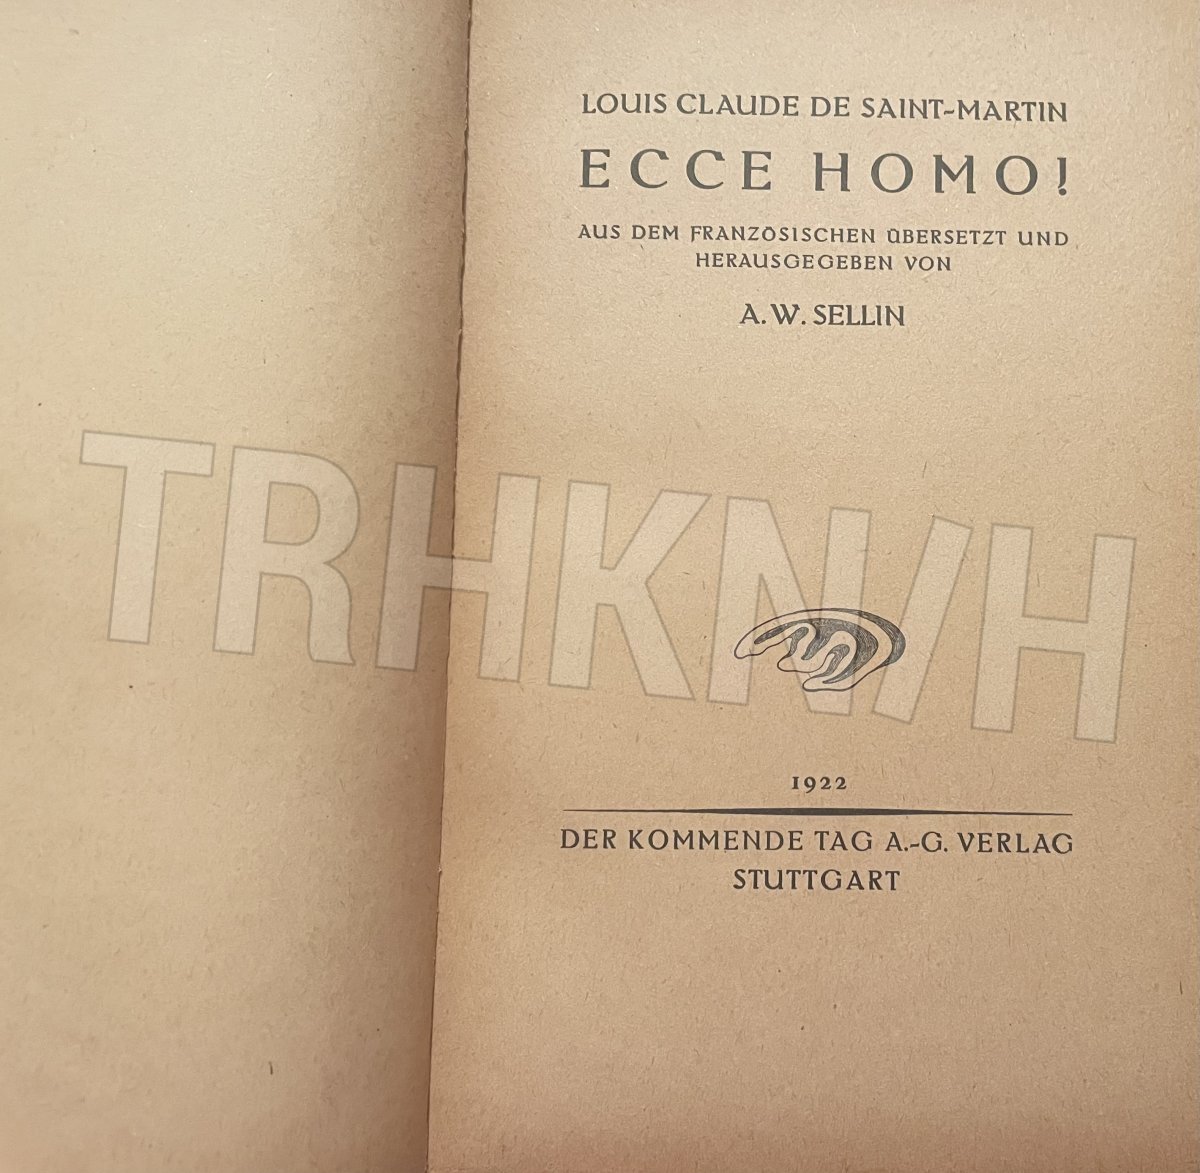 LOUIS CLAUDE DE SAINT-MARTIN
ECCE HOMO!
AUS DEM FRANZÖSISCHEN ÜBERSETZT UND
HERAUSGEGEBEN VON
A. W. SELLIN
TRHKN/H
1922
DER KOMMENDE TAG A.-G. VERLAG
STUTTGART